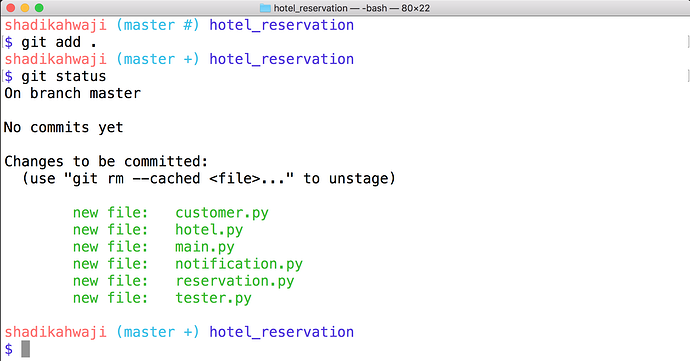 hotel_reservation — -bash — 80×22
shadikahwaji (master #) hotel_reservation
$ git add .
shadikahwaji (master +) hotel_reservation
$ git status
On branch master
No commits yet
Changes to be committed:
(use "git rm --cached <file>..." to unstage)
new file: customer.py
new file: hotel.py
new file: main.py
new file: notification.py
new file: reservation.py
new file: tester.py
shadikahwaji (master +) hotel_reservation
$